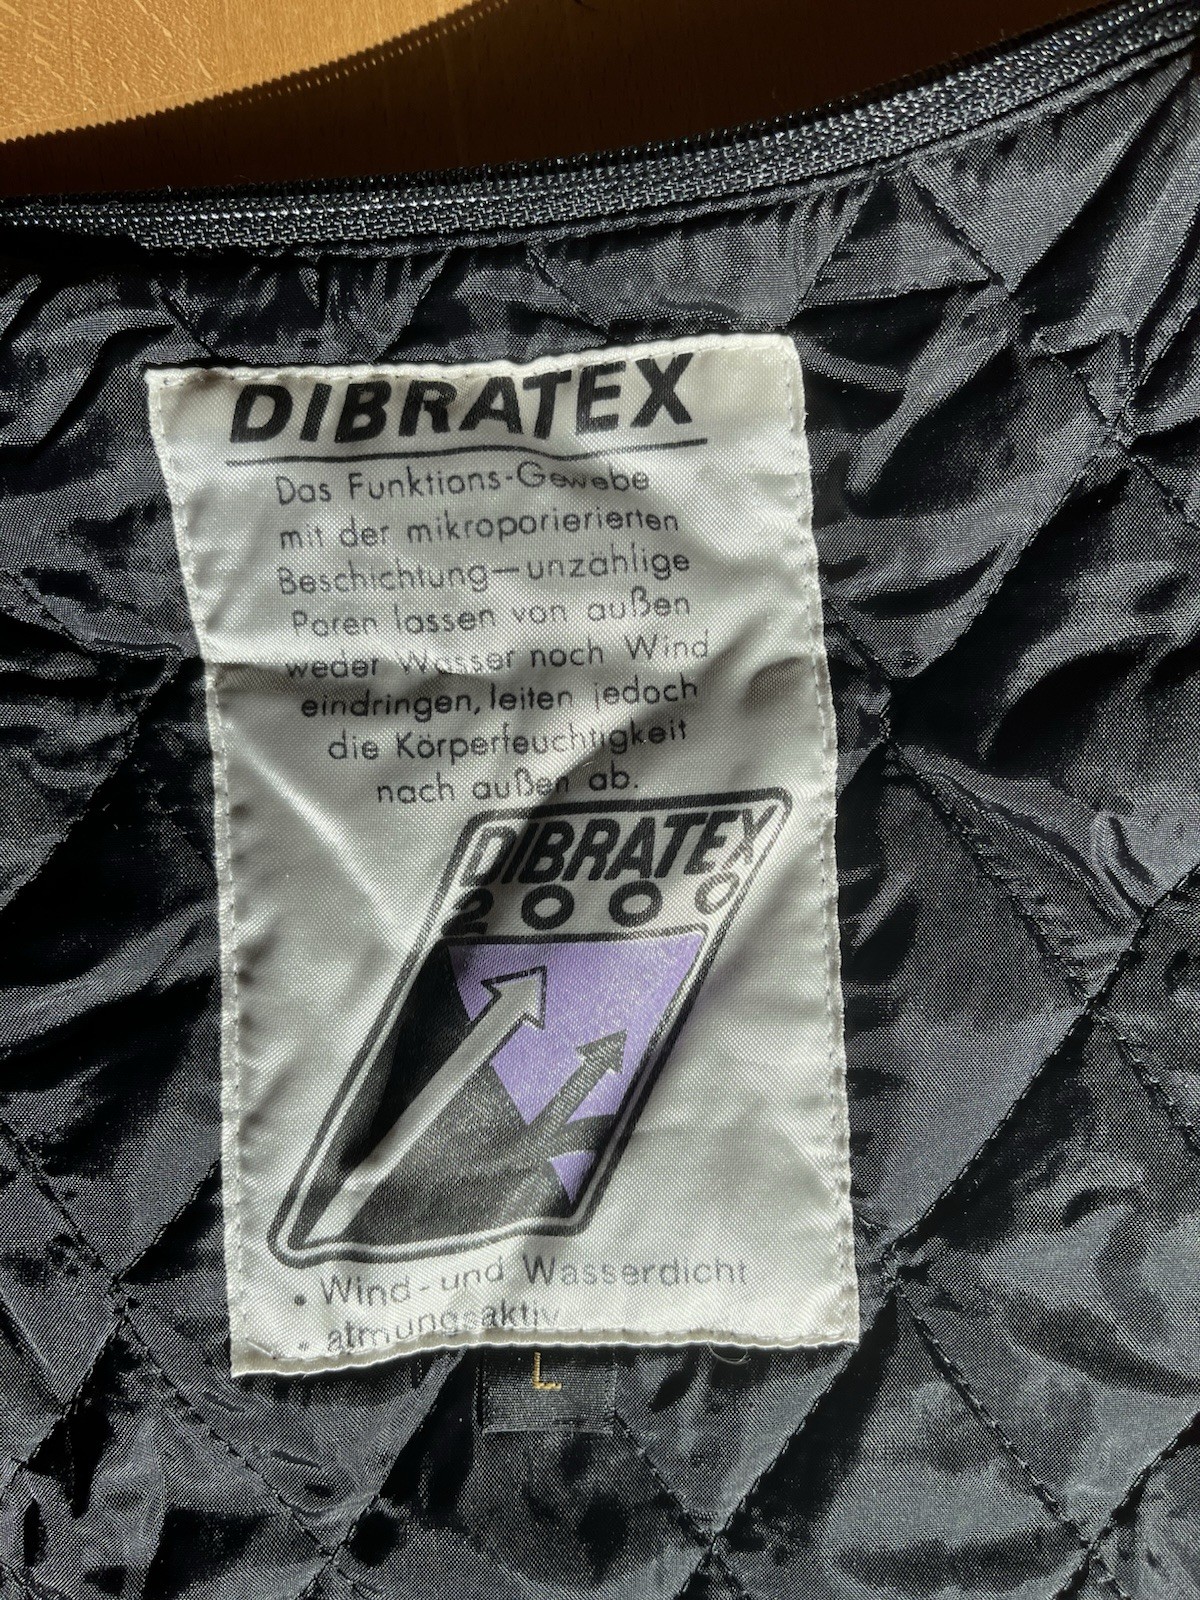 DIBRATEX
Das Funktions-Gewebe
mit der mikroporierierten
Beschichtung—unzählige
Poren lassen von außen
weder Wasser noch Wind
eindringen, leiten jedoch
die Körperfeuchtigkeit
nach außen ab.
DIBRATEX
2000
• Wind- und Wasserdicht
• atmungsaktiv
L